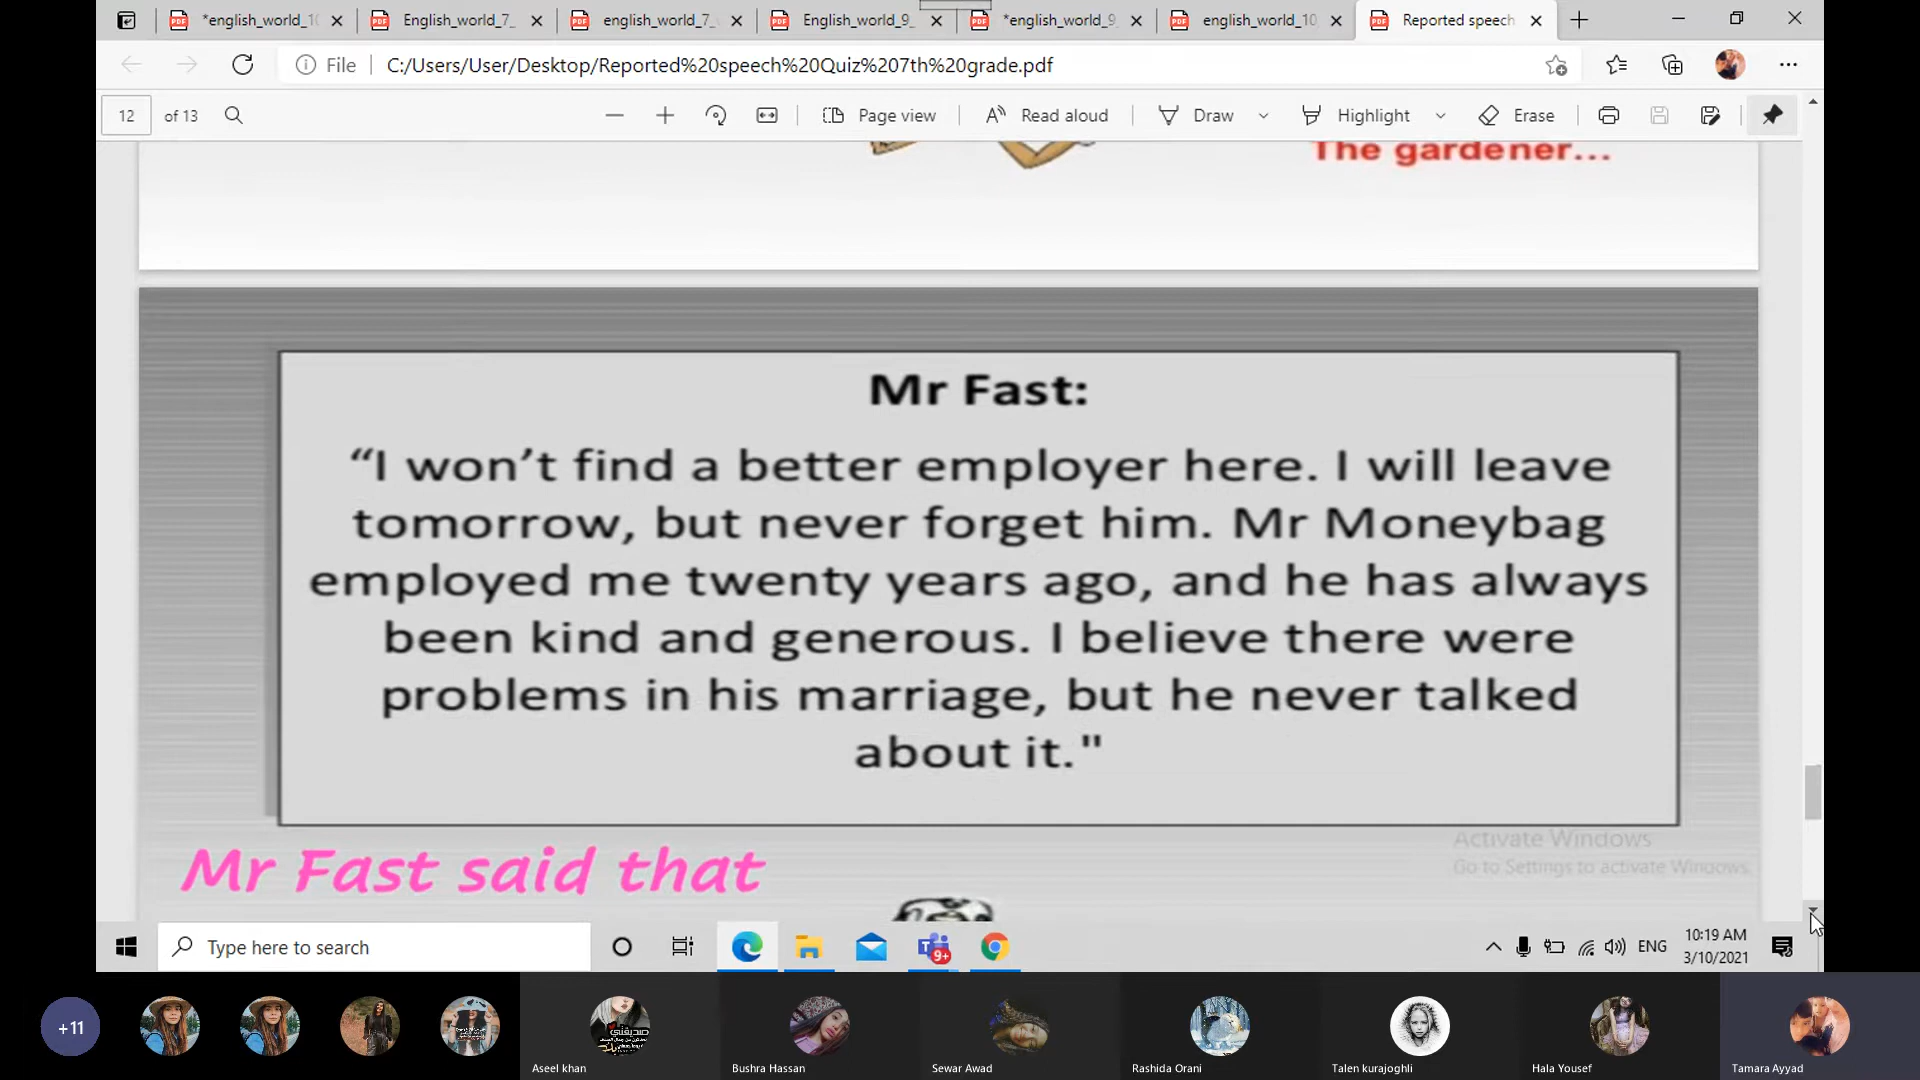 *english_world_10
English_world_7_
english_world_7_
English_world_9_
*english_world_9
english_world_10
Reported speech
File
C:/Users/User/Desktop/Reported%20speech%20Quiz%207th%20grade.pdf
12 of 13
Page view
Read aloud
Draw
Highlight
Erase
The gardener...
Mr Fast:
“I won’t find a better employer here. I will leave
tomorrow, but never forget him. Mr Moneybag
employed me twenty years ago, and he has always
been kind and generous. I believe there were
problems in his marriage, but he never talked
about it."
Mr Fast said that
Activate Windows
Go to Settings to activate Windows.
Type here to search
9+
ENG
10:19 AM
3/10/2021
+11
Aseel khan
Bushra Hassan
Sewar Awad
Rashida Orani
Talen kurajoghli
Hala Yousef
Tamara Ayyad